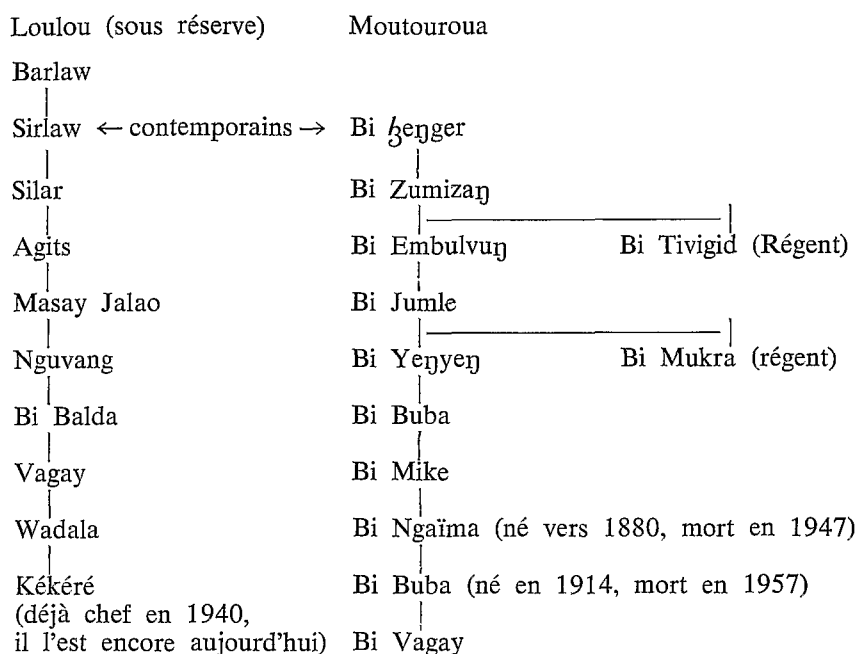 Loulou (sous réserve) Moutouroua
Barlaw
Sirlaw ← contemporains → Bi ɮeŋger
Silar Bi Zumizaŋ
Agits Bi Embulvuŋ Bi Tivigid (Régent)
Masay Jalao Bi Jumle
Nguvang Bi Yeŋyeŋ Bi Mukra (régent)
Bi Balda Bi Buba
Vagay Bi Mike
Wadala Bi Ngaïma (né vers 1880, mort en 1947)
Kékéré Bi Buba (né en 1914, mort en 1957)
(déjà chef en 1940,
il l'est encore aujourd'hui) Bi Vagay